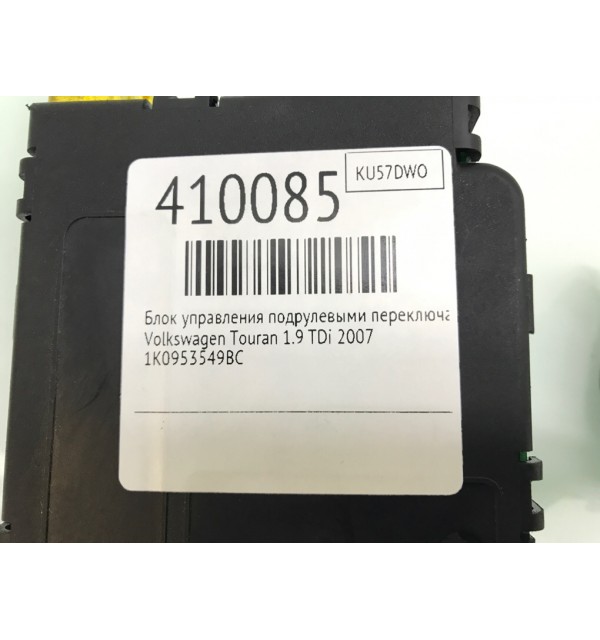 410085
KU57DWO
Блок управления подрулевыми переключа
Volkswagen Touran 1.9 TDi 2007
1K0953549BC